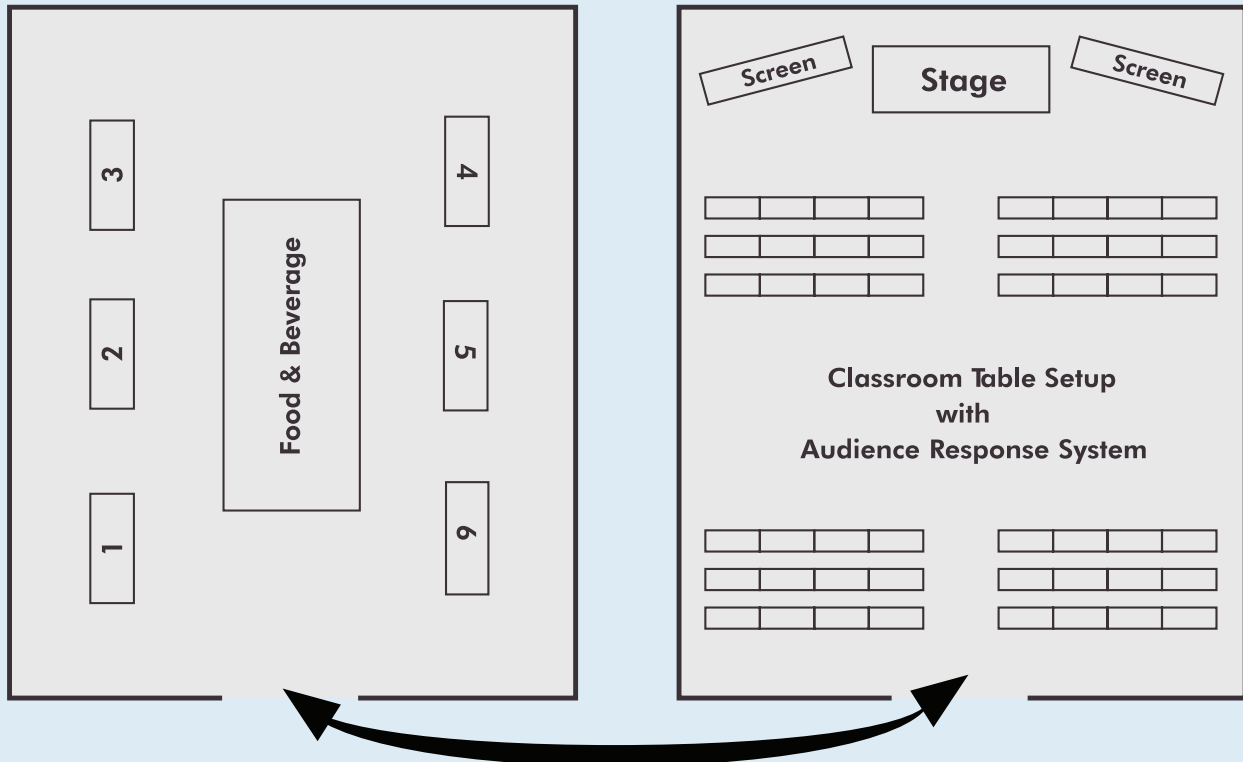 3
2
1
Food & Beverage
4
5
6
Screen
Stage
Screen
Classroom Table Setup
with
Audience Response System